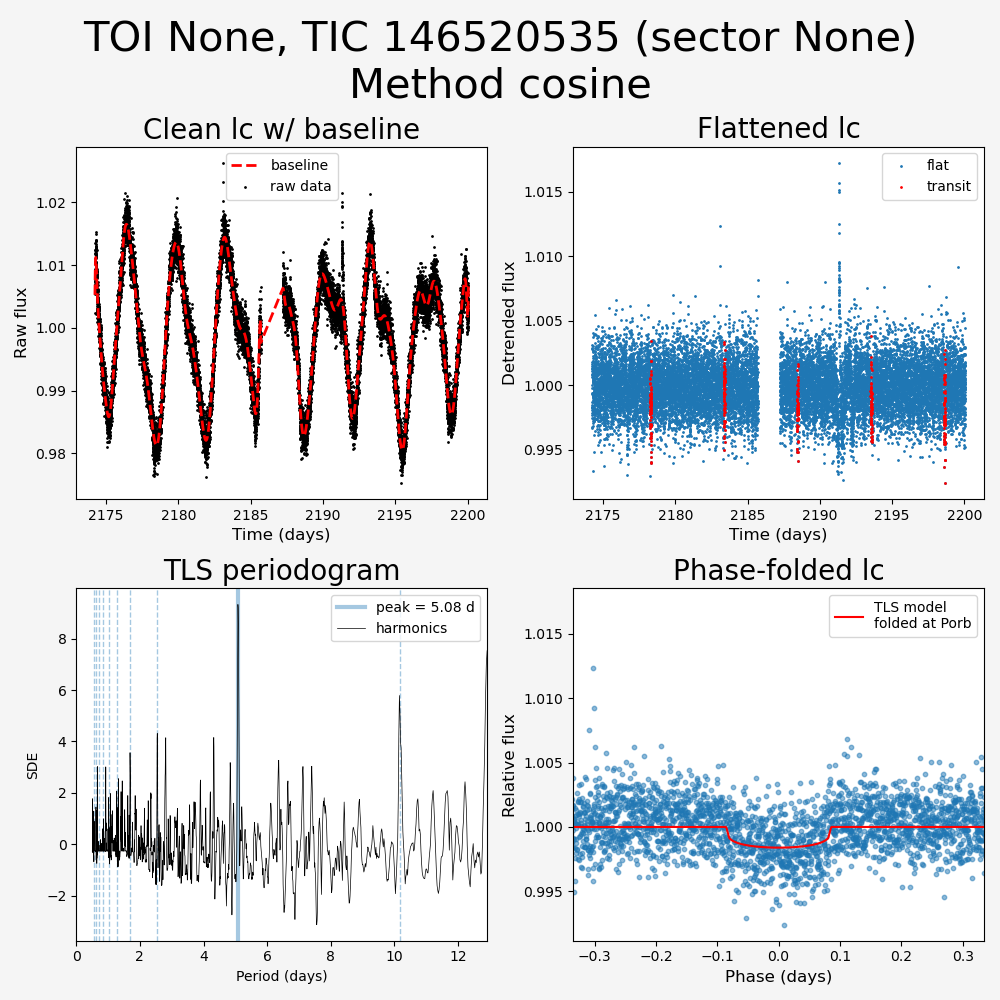 TOI None, TIC 146520535 (sector None)
Method cosine
Clean lc w/ baseline
Flattened lc
baseline
raw data
flat
transit
Raw flux
1.02
1.01
1.00
0.99
0.98
2175
2180
2185
2190
2195
2200
Time (days)
Detrended flux
1.015
1.010
1.005
1.000
0.995
2175
2180
2185
2190
2195
2200
Time (days)
TLS periodogram
Phase-folded lc
peak = 5.08 d
harmonics
TLS model
folded at Porb
SDE
8
6
4
2
0
−2
0
2
4
6
8
10
12
Period (days)
Relative flux
1.015
1.010
1.005
1.000
0.995
−0.3
−0.2
−0.1
0.0
0.1
0.2
0.3
Phase (days)